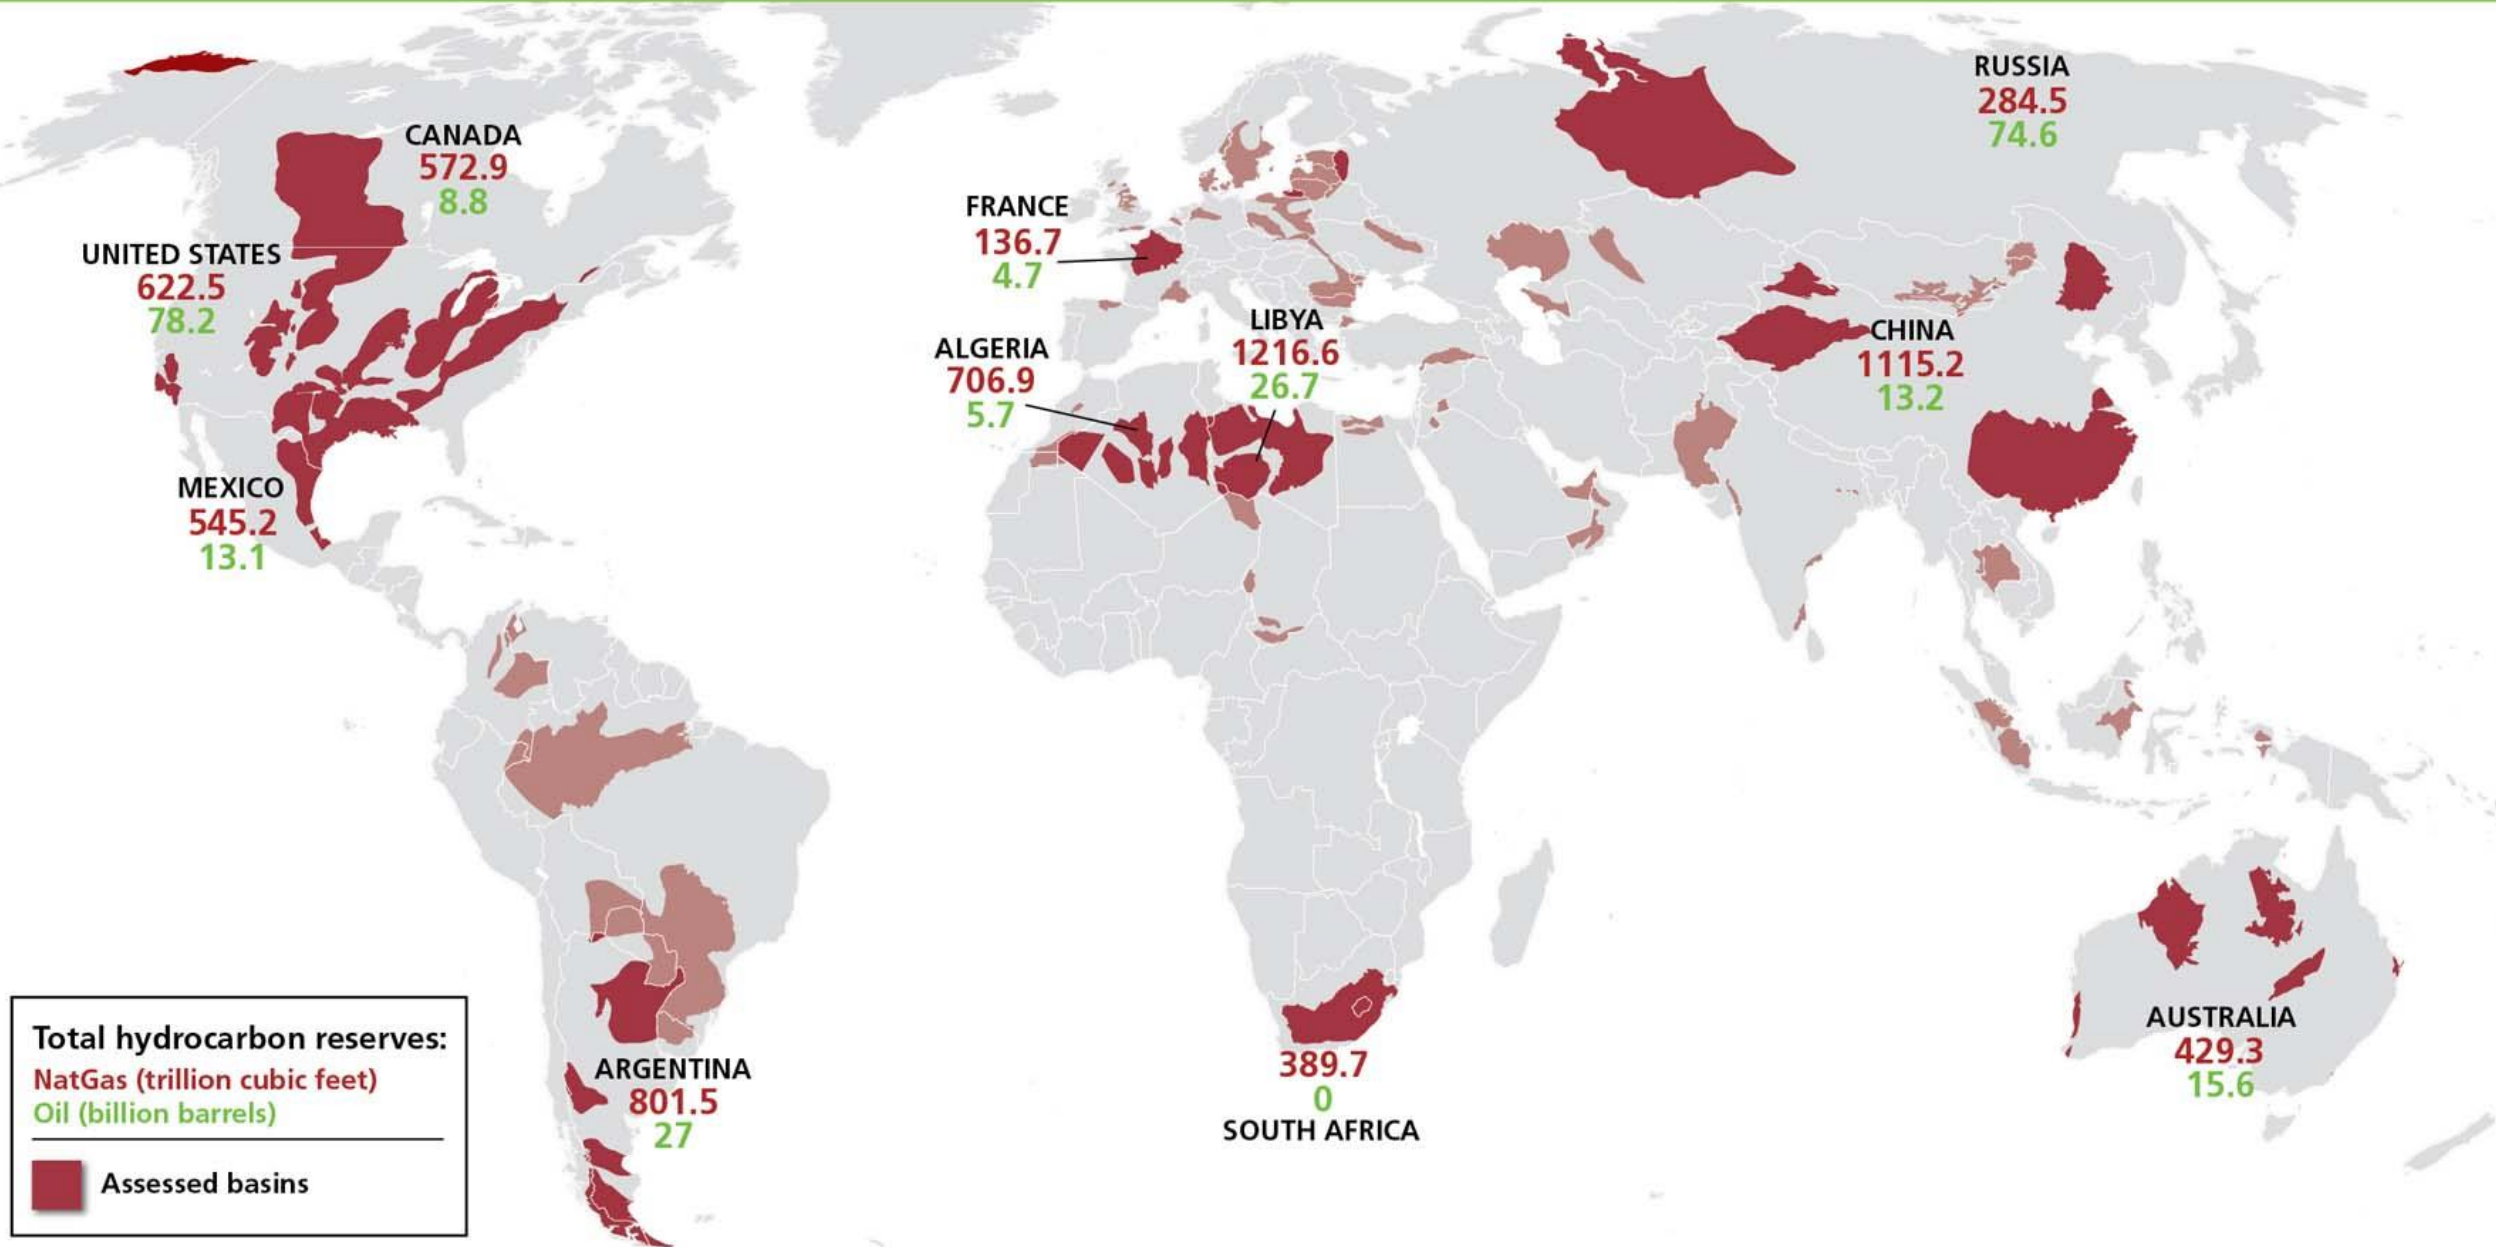 CANADA
572.9
8.8
UNITED STATES
622.5
78.2
MEXICO
545.2
13.1
RUSSIA
284.5
74.6
FRANCE
136.7
4.7
LIBYA
1216.6
26.7
ALGERIA
706.9
5.7
CHINA
1115.2
13.2
ARGENTINA
801.5
27
389.7
0
SOUTH AFRICA
AUSTRALIA
429.3
15.6
Total hydrocarbon reserves:
NatGas (trillion cubic feet)
Oil (billion barrels)
Assessed basins